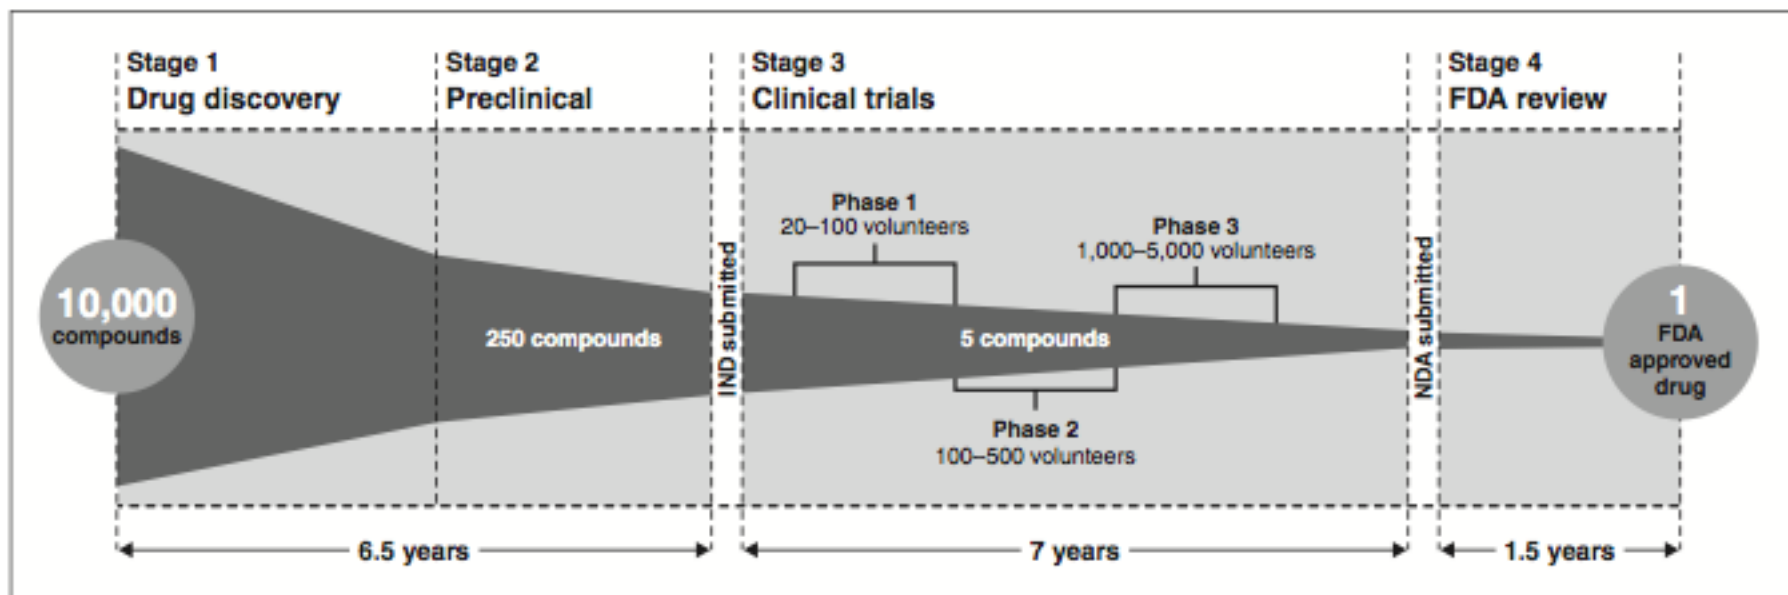 Stage 1
Drug discovery
Stage 2
Preclinical
Stage 3
Clinical trials
Stage 4
FDA review
10,000
compounds
250 compounds
IND submitted
Phase 1
20–100 volunteers
5 compounds
Phase 2
100–500 volunteers
Phase 3
1,000–5,000 volunteers
NDA submitted
1
FDA
approved
drug
6.5 years
7 years
1.5 years